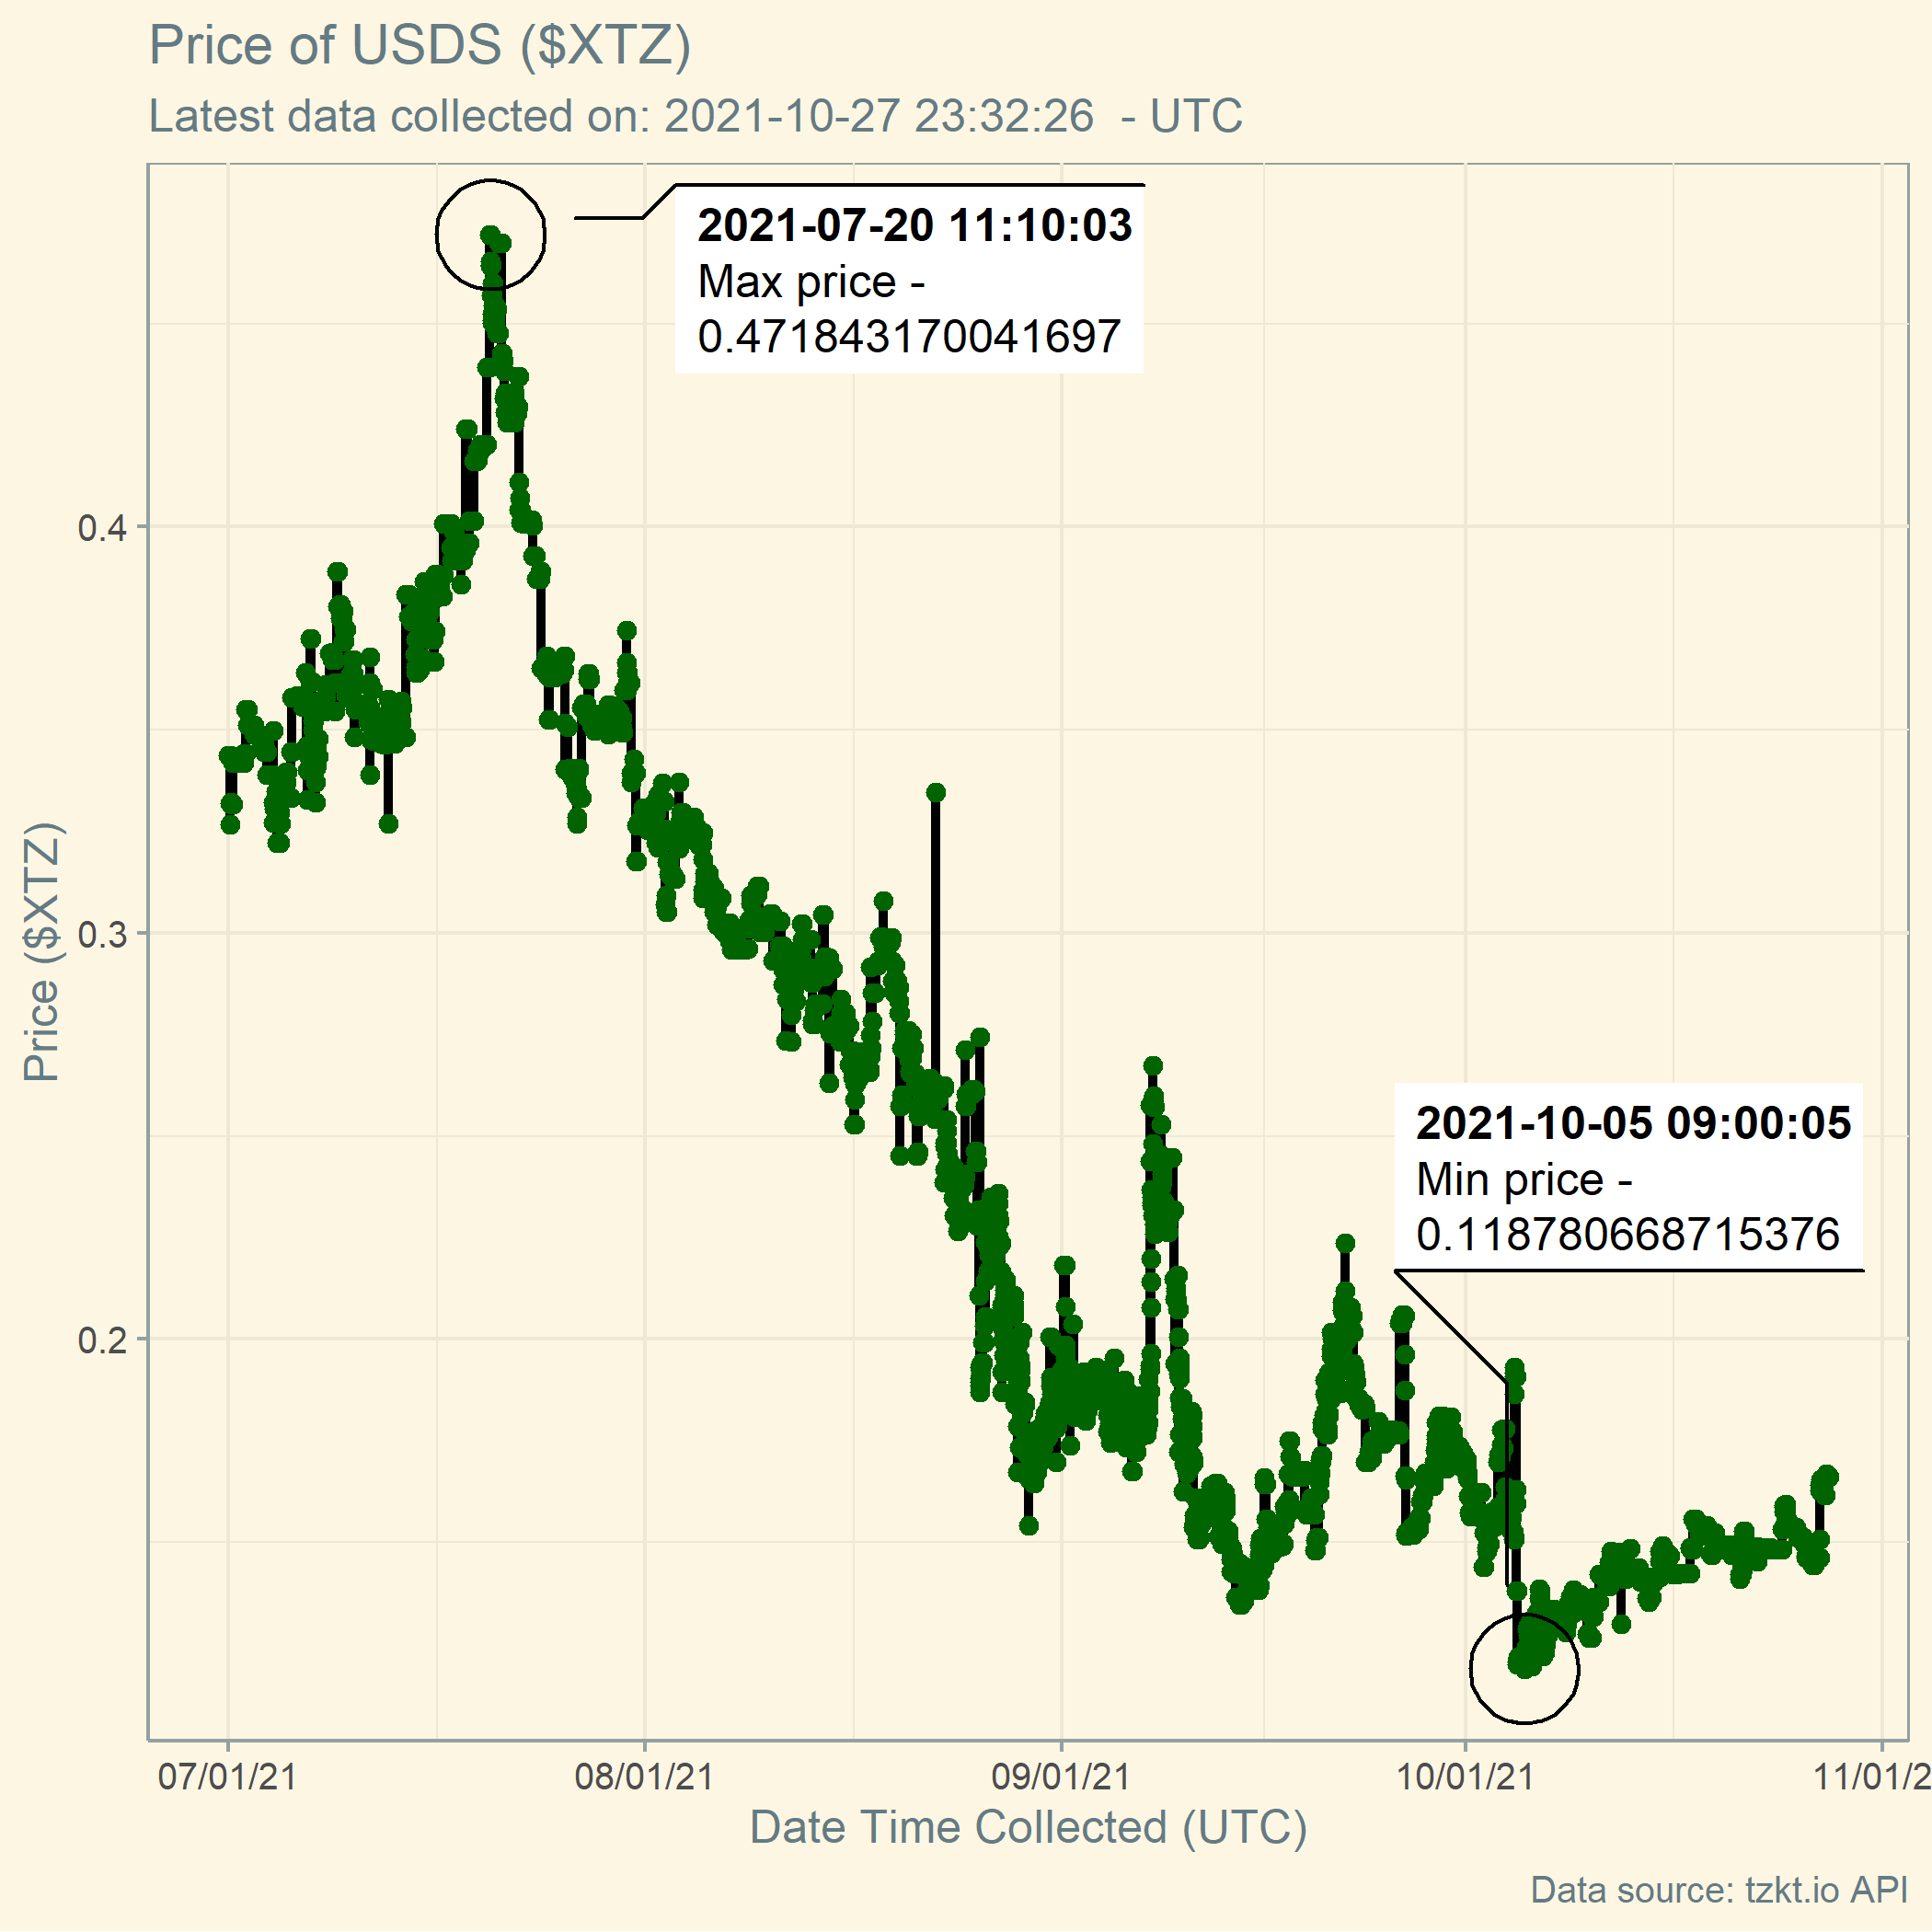 Price of USDS ($XTZ)
Latest data collected on: 2021-10-27 23:32:26  - UTC
2021-07-20 11:10:03
Max price -
0.471843170041697
2021-10-05 09:00:05
Min price -
0.118780668715376
Price ($XTZ)
0.4
0.3
0.2
07/01/21
08/01/21
09/01/21
10/01/21
11/01/2
Date Time Collected (UTC)
Data source: tzkt.io API